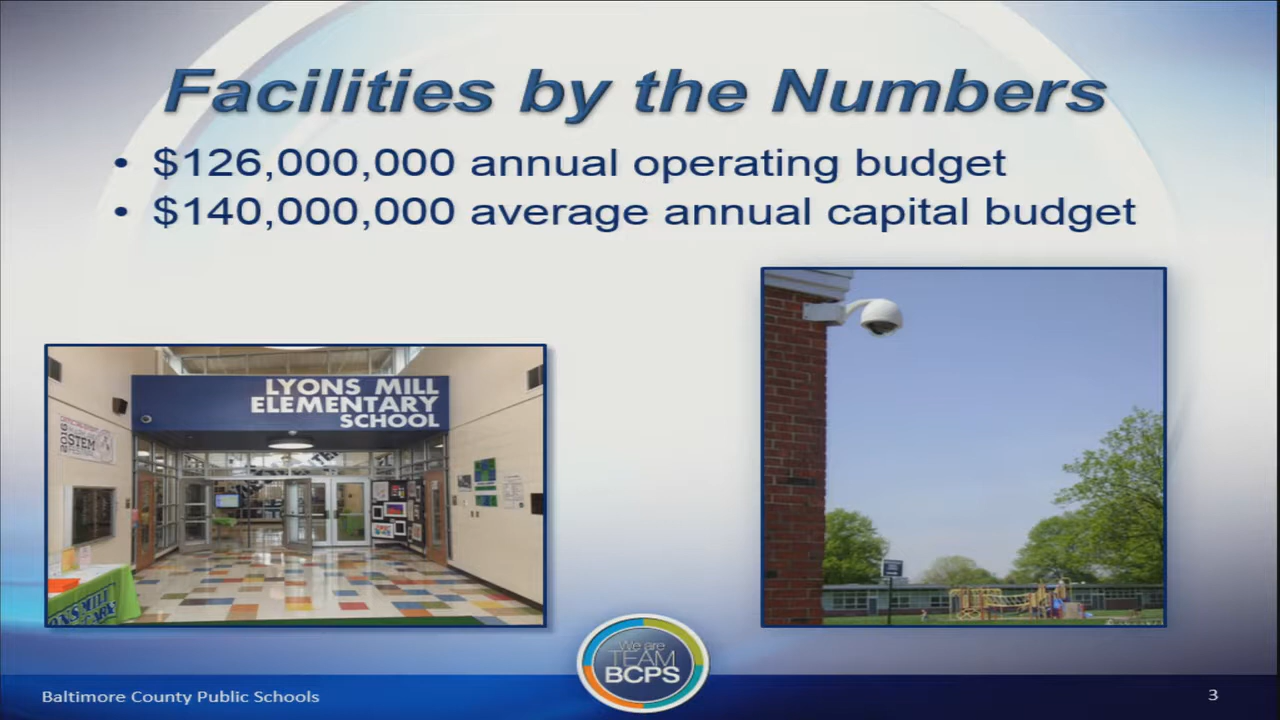 Facilities by the Numbers
• $126,000,000 annual operating budget
• $140,000,000 average annual capital budget
LYONS MILL
ELEMENTARY
SCHOOL
2016
STEM
We are
TEAM
BCPS
Baltimore County Public Schools
3